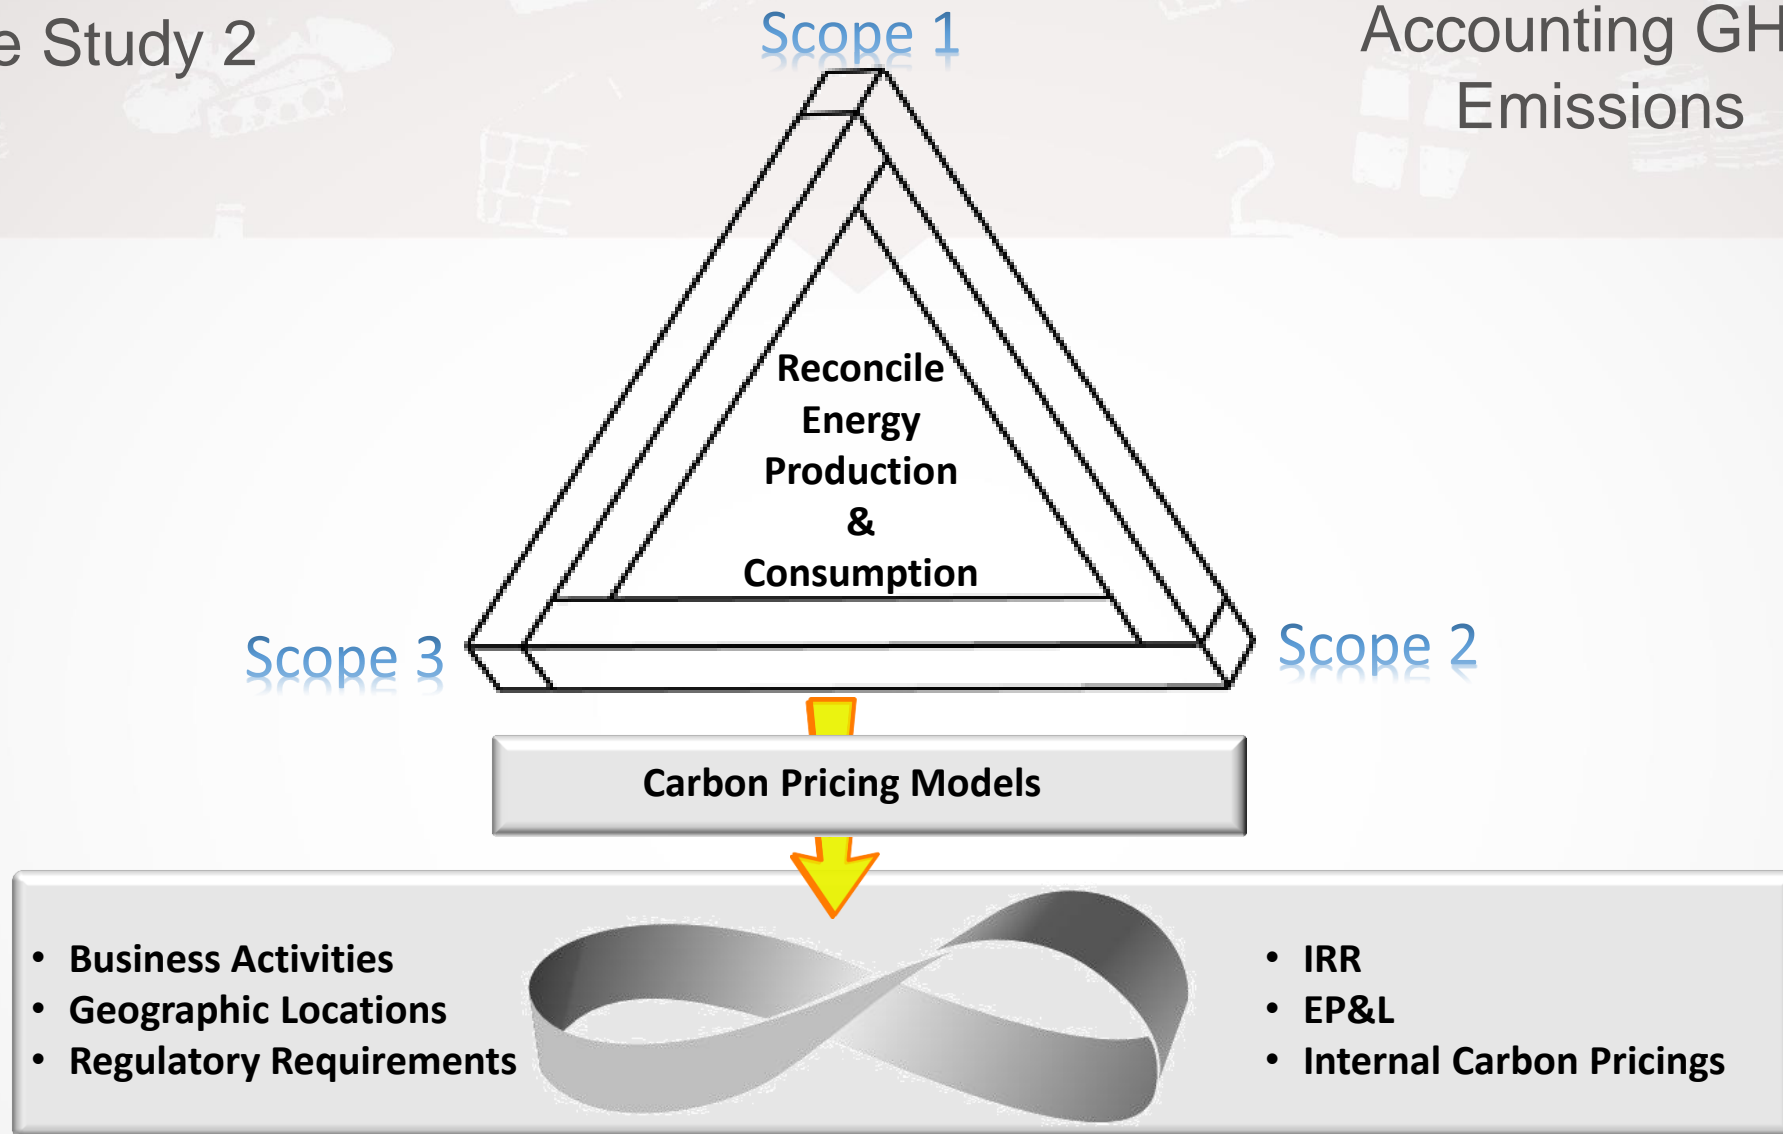 e Study 2
Scope 1
Accounting GH
Emissions
Reconcile
Energy
Production
&
Consumption
Scope 3
Scope 2
Carbon Pricing Models
• Business Activities
• Geographic Locations
• Regulatory Requirements
• IRR
• EP&L
• Internal Carbon Pricings